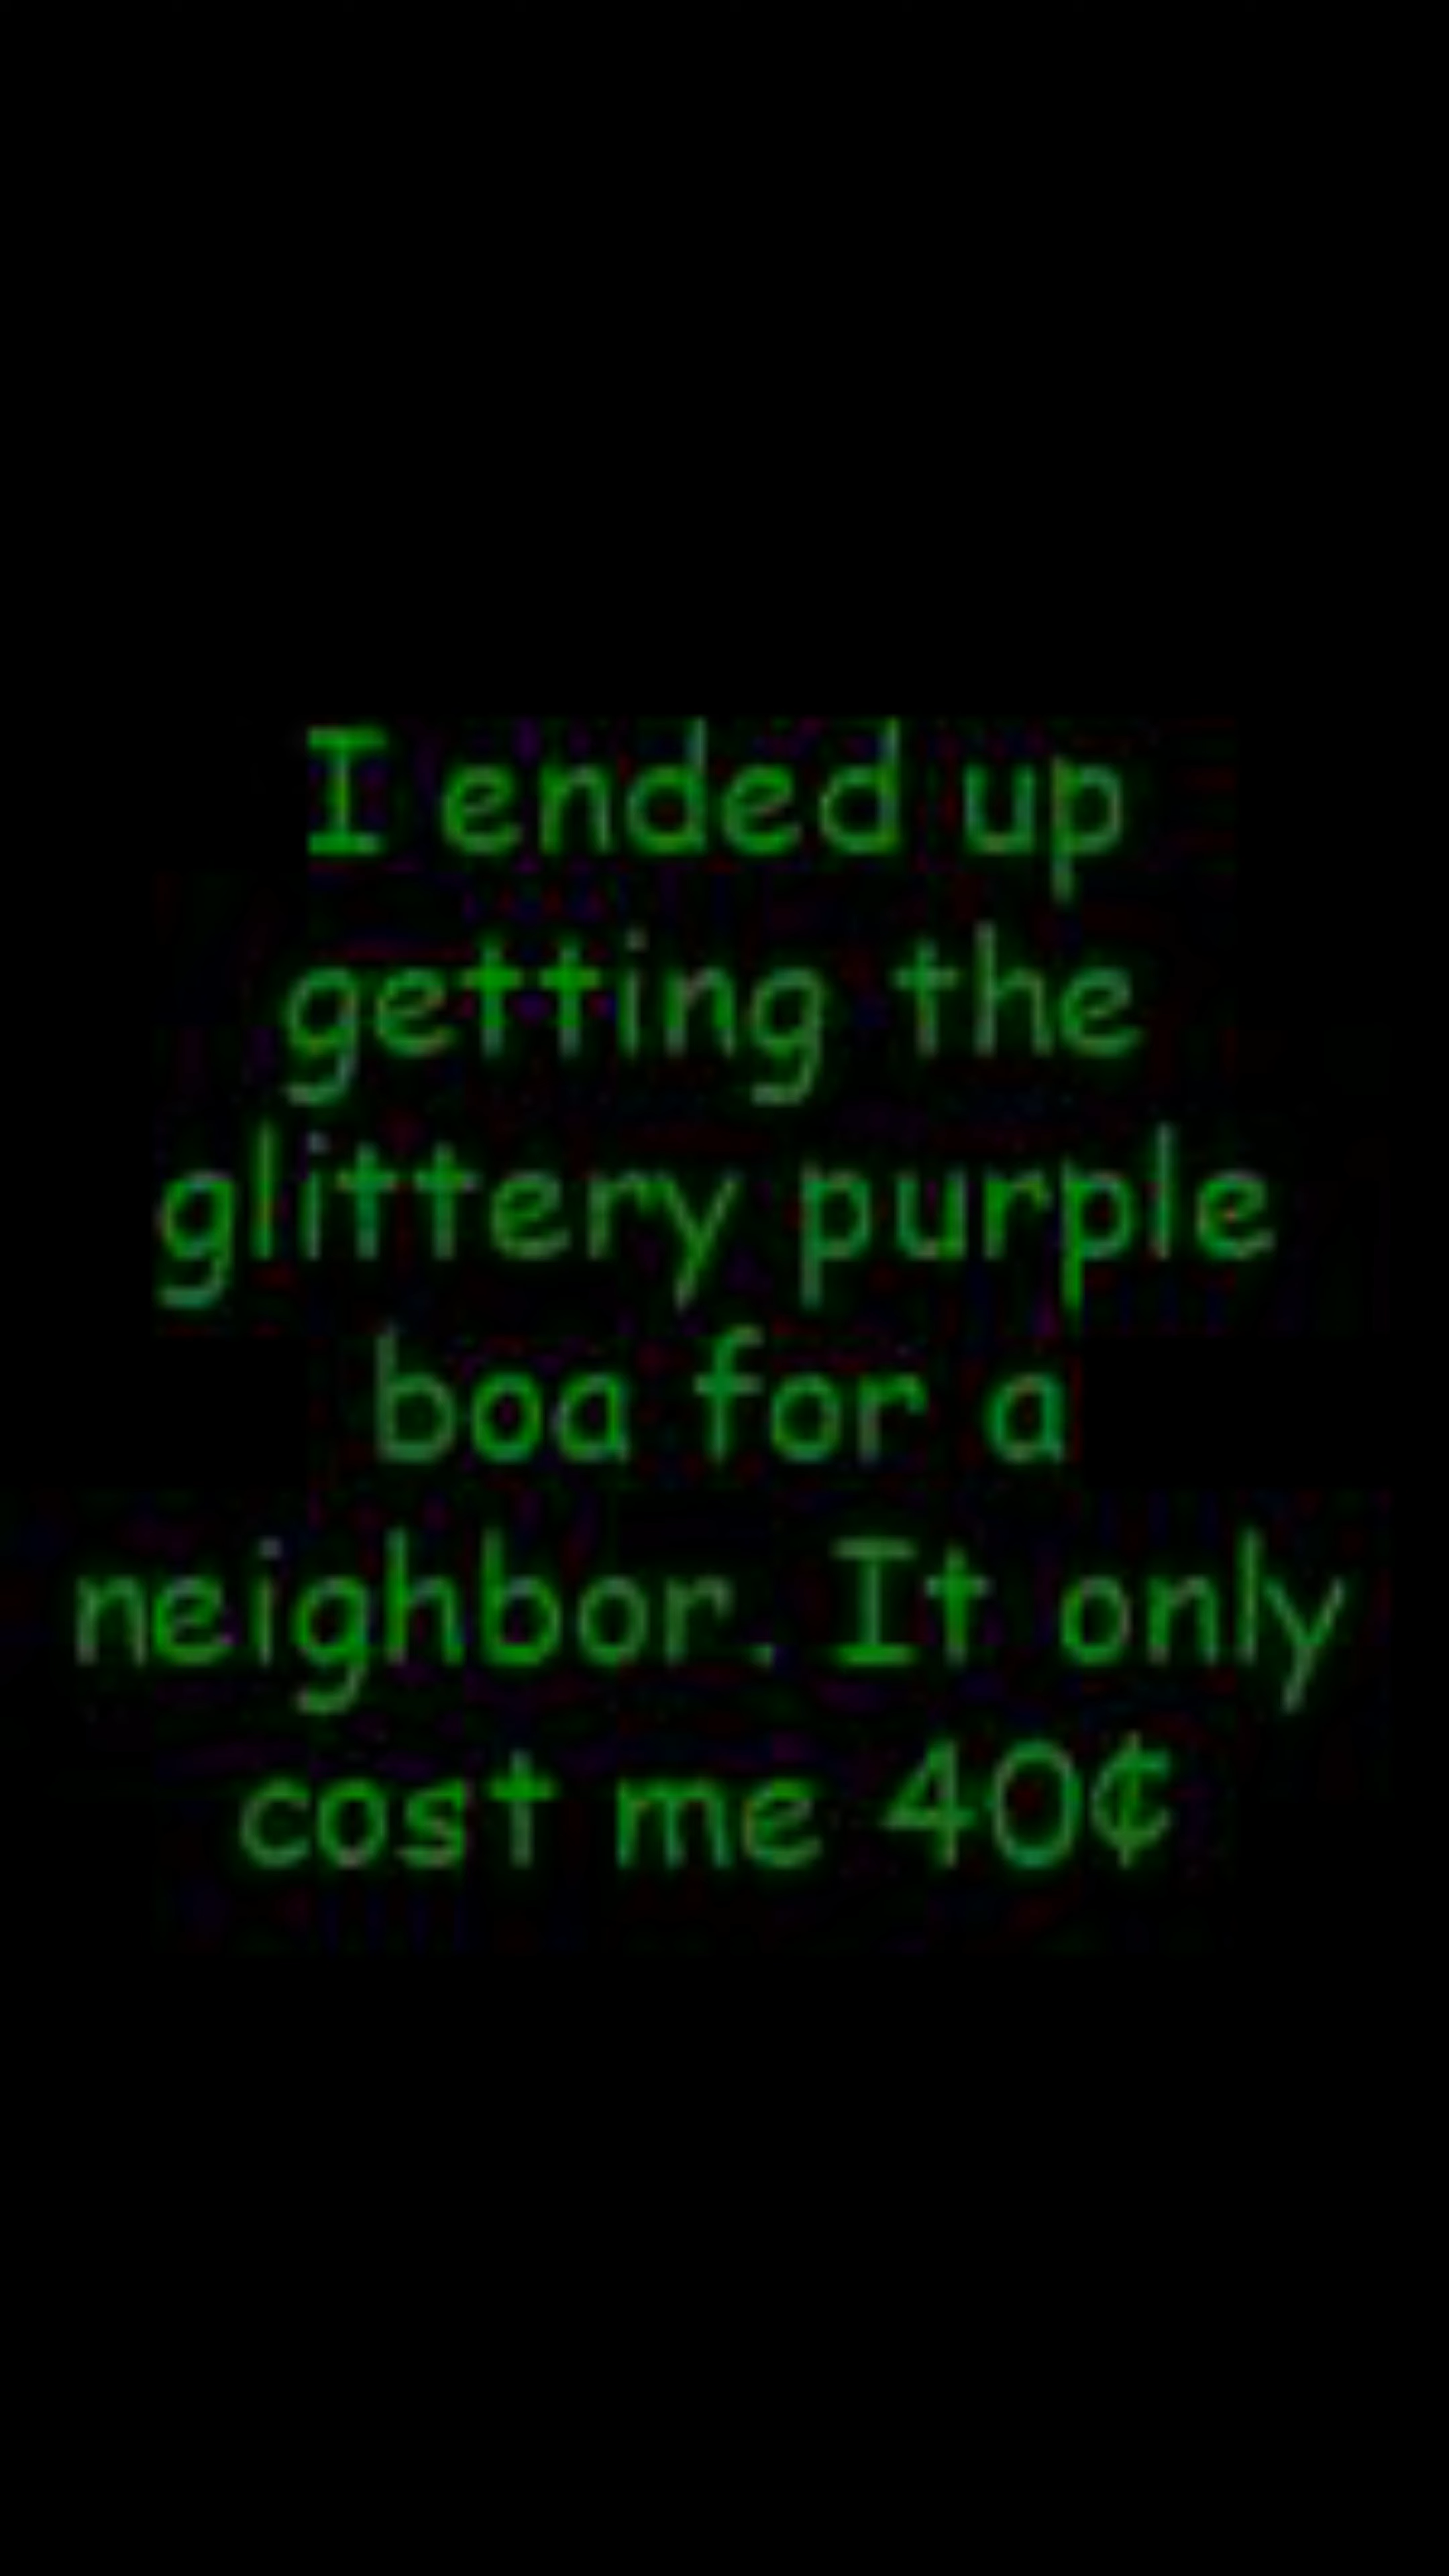 I ended up
getting the
glittery purple
boa for a
neighbor. It only
cost me 40¢